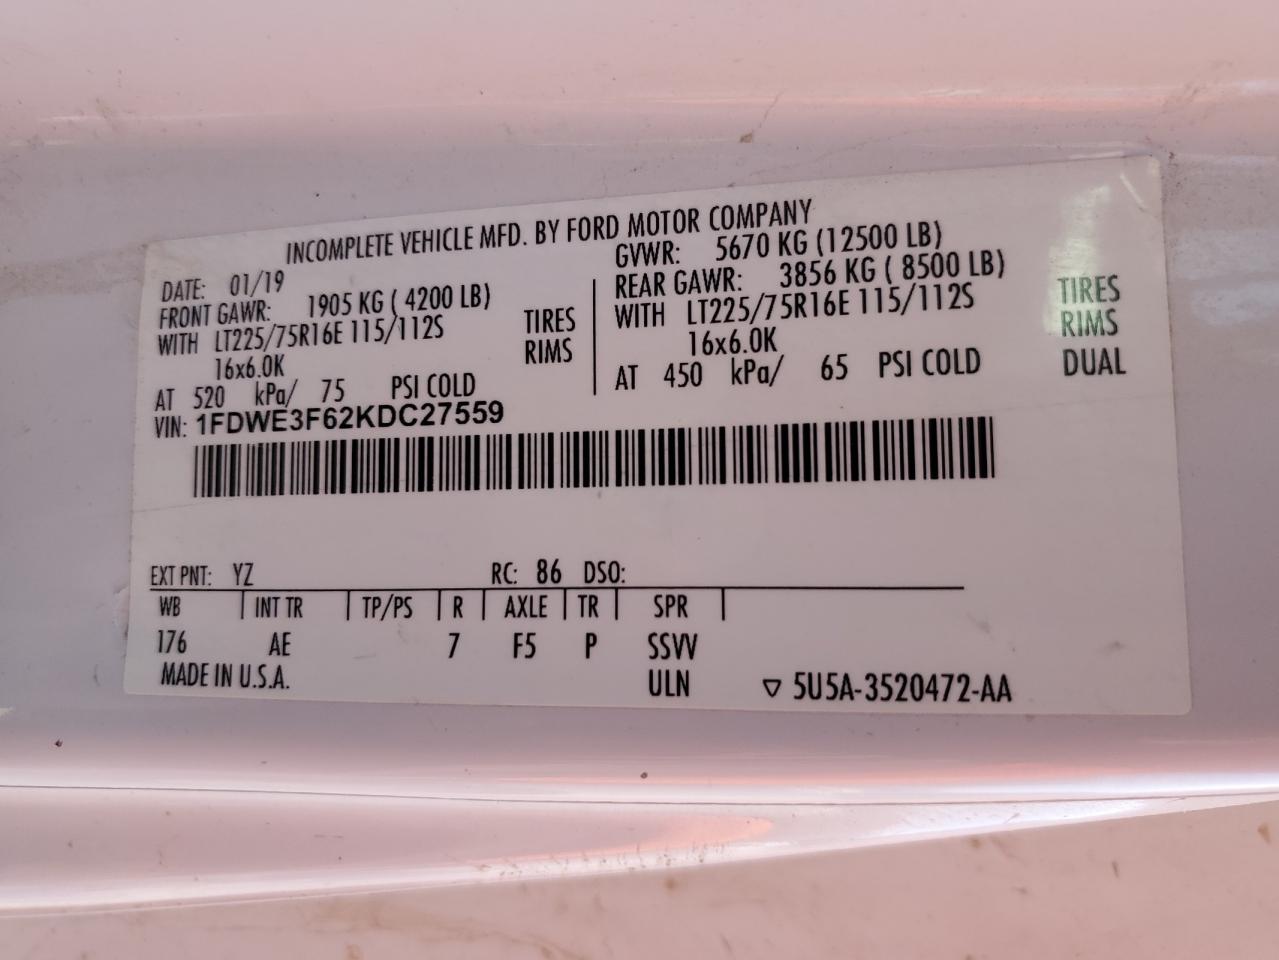 INCOMPLETE VEHICLE MFD. BY FORD MOTOR COMPANY
DATE: 01/19
FRONT GAWR: 1905 KG ( 4200 LB)
WITH LT225/75R16E 115/112S TIRES
16x6.0K RIMS
AT 520 kPa/ 75 PSI COLD
GVWR: 5670 KG (12500 LB)
REAR GAWR: 3856 KG ( 8500 LB)
WITH LT225/75R16E 115/112S TIRES
16x6.0K RIMS
AT 450 kPa/ 65 PSI COLD DUAL
VIN: 1FDWE3F62KDC27559
EXT PNT: YZ RC: 86 DSO:
WB INT TR TP/PS R AXLE TR SPR
176 AE 7 F5 P SSVV
ULN
MADE IN U.S.A. ▽ 5U5A-3520472-AA